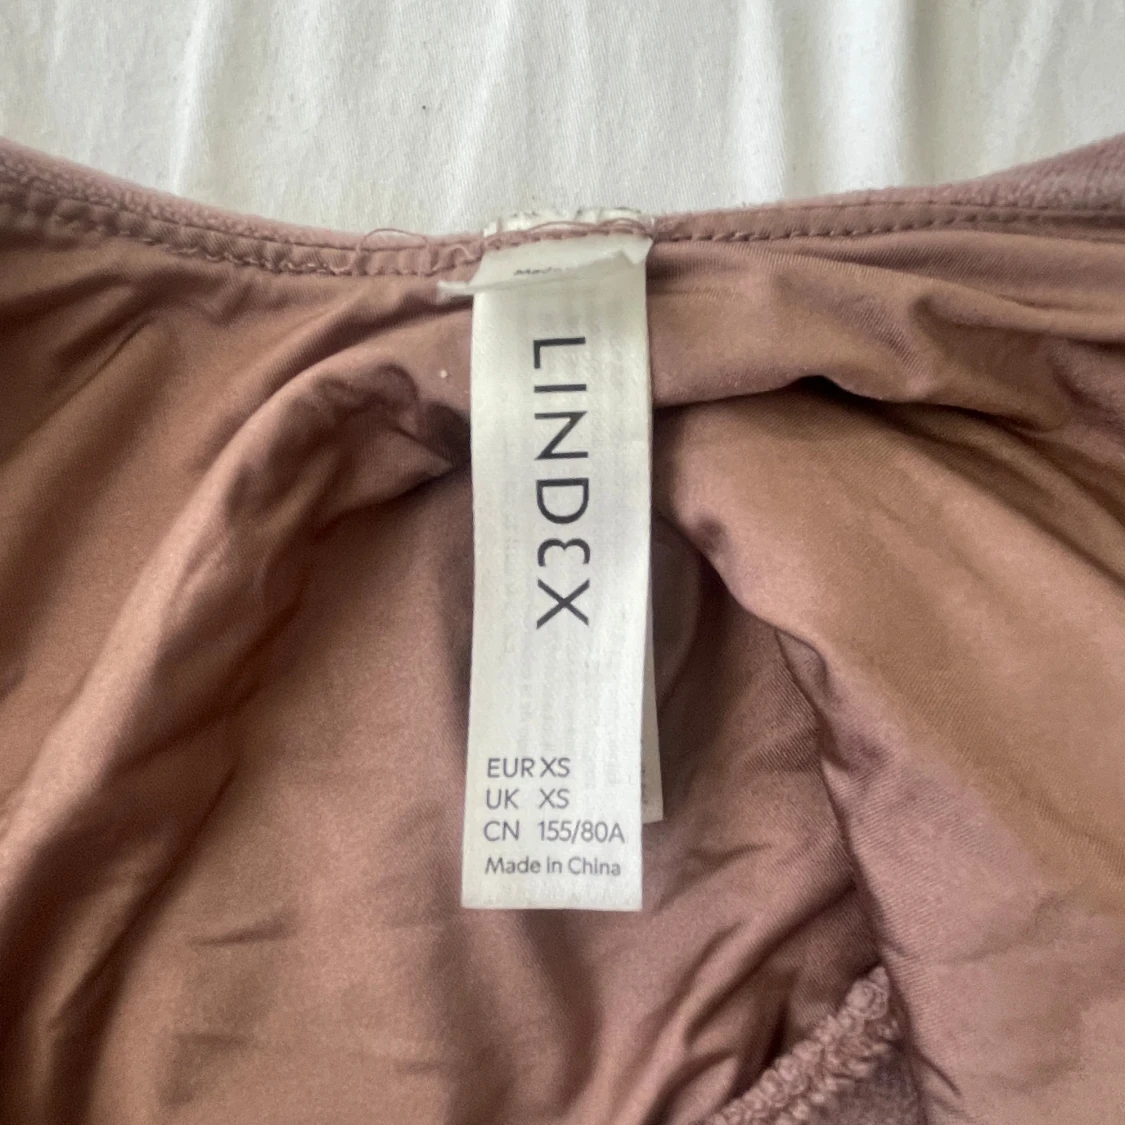 LINDEX
EUR XS
UK XS
CN 155/80A
Made in China